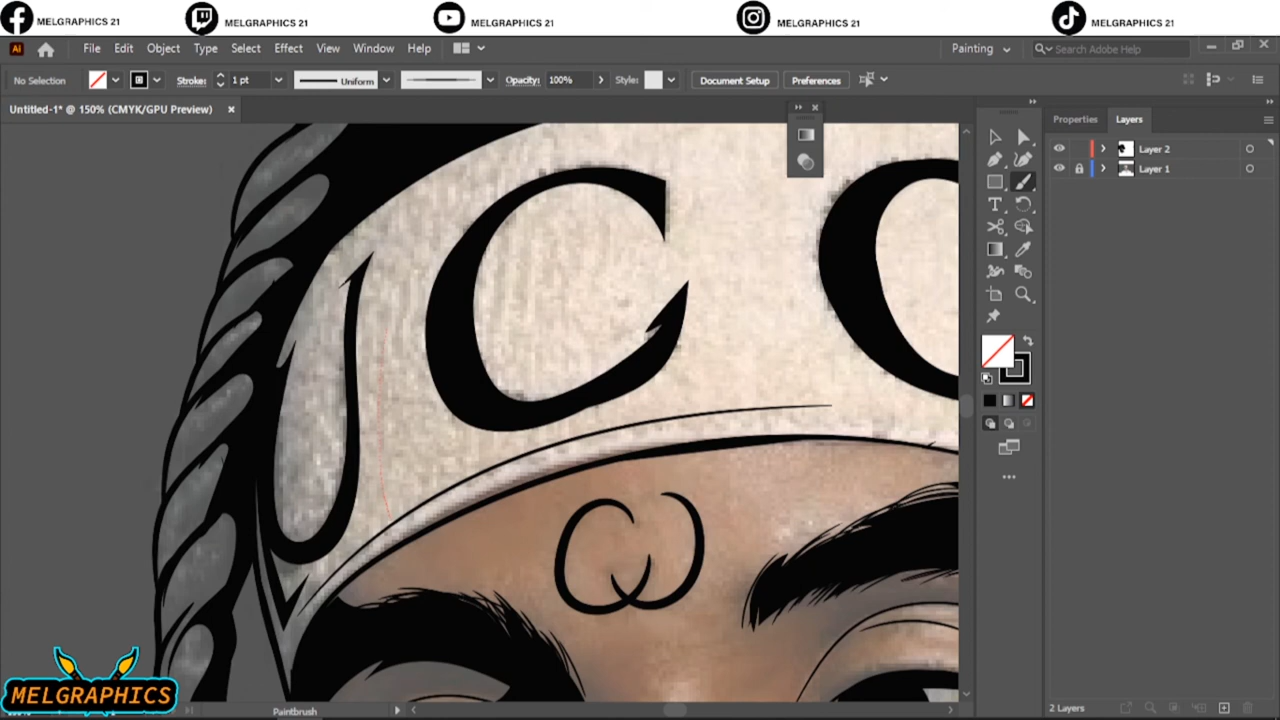 MELGRAPHICS 21 MELGRAPHICS 21 MELGRAPHICS 21 MELGRAPHICS 21 MELGRAPHICS 21
Ai File Edit Object Type Select Effect View Window Help Painting Search Adobe Help
No Selection Stroke: 1 pt Uniform Opacity: 100% Style: Document Setup Preferences
Untitled-1* @ 150% (CMYK/GPU Preview) × Properties Layers
Layer 2
Layer 1
C O
MELGRAPHICS
Paintbrush 2 Layers